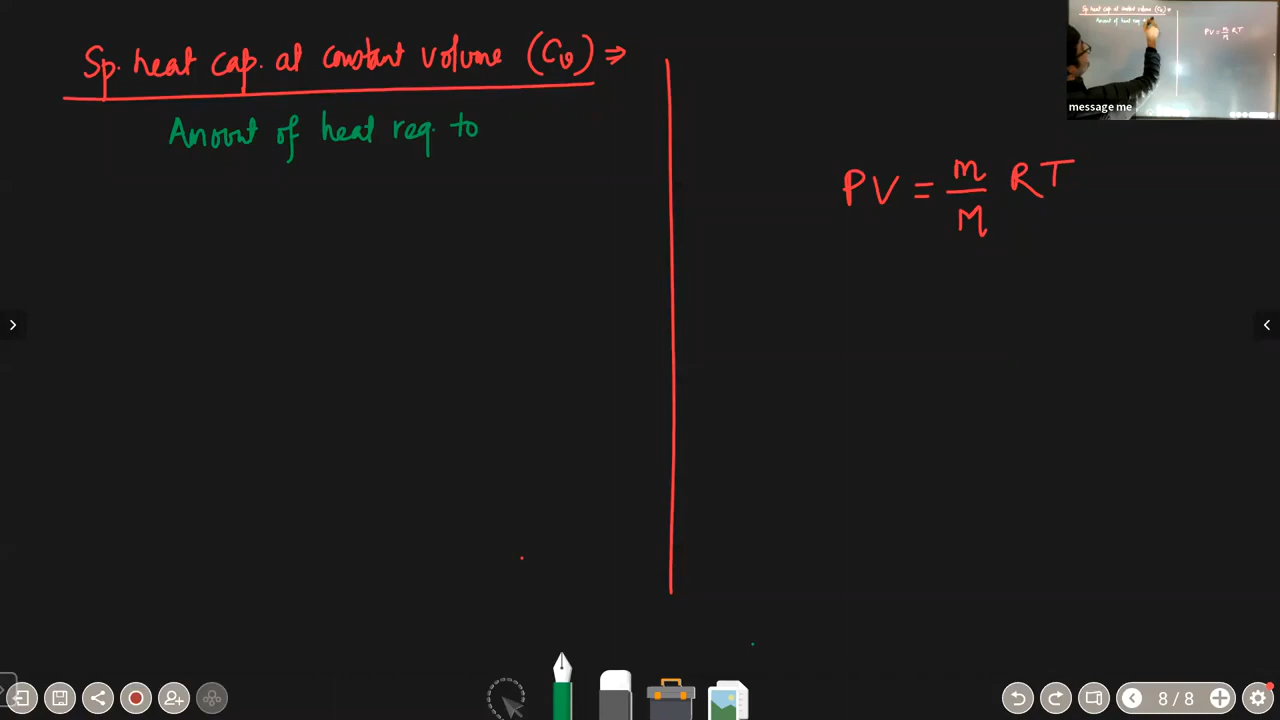 Sp. heat cap. at constant volume (Cv) ⇒
Amount of heat req. to
PV = m/M RT
message me
8 / 8